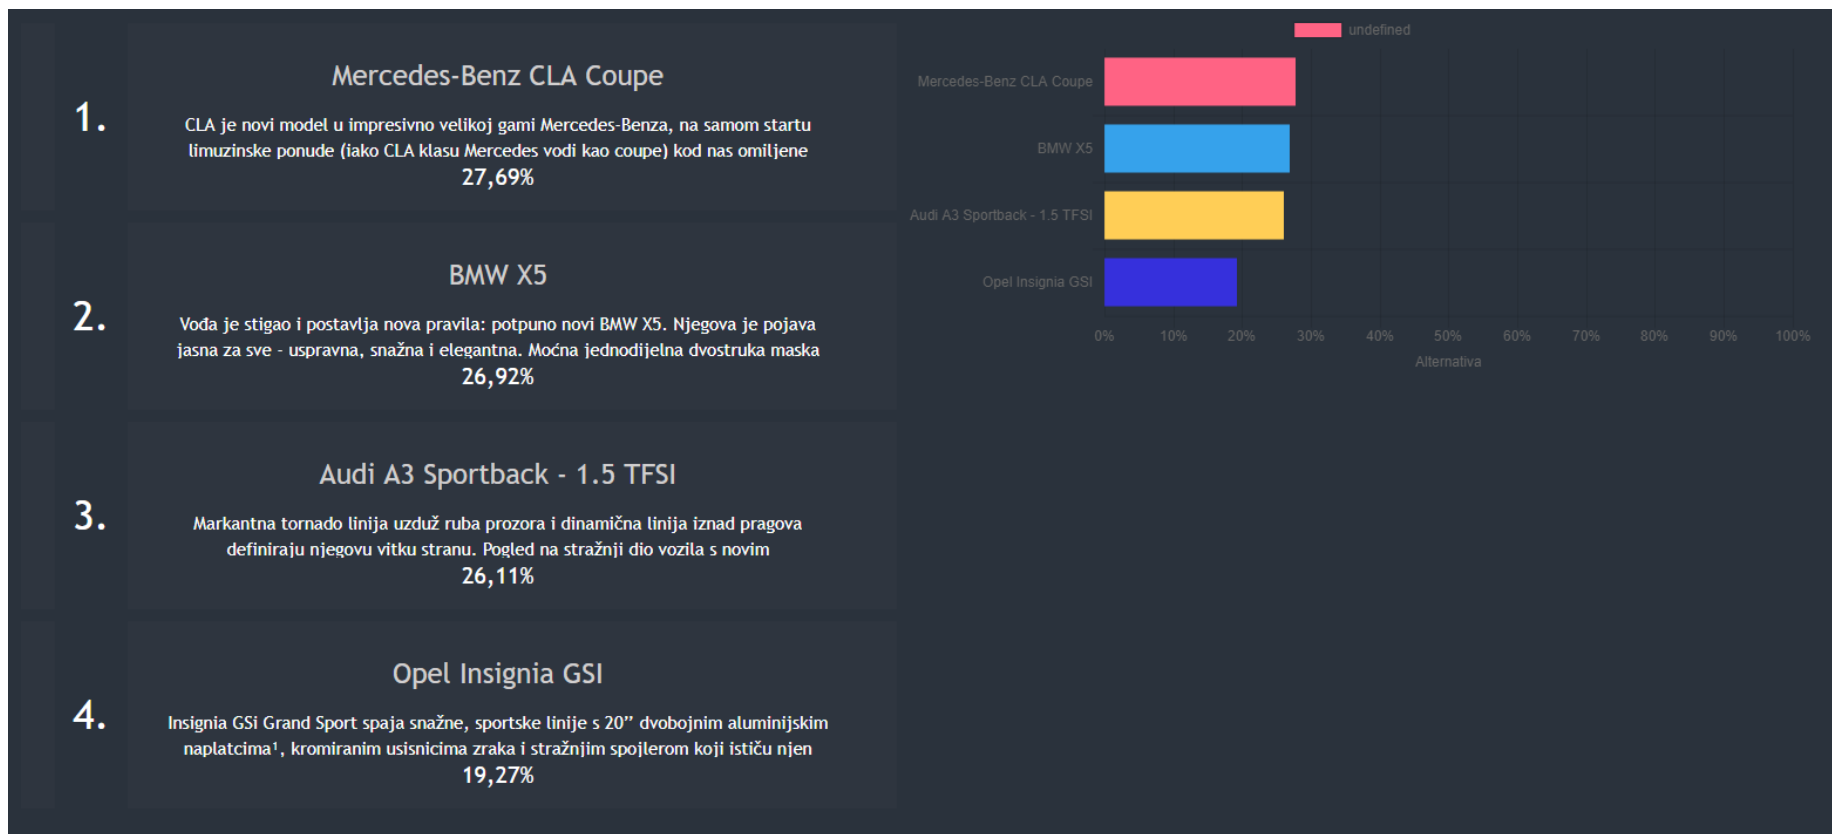 1.
Mercedes-Benz CLA Coupe
CLA je novi model u impresivno velikoj gami Mercedes-Benza, na samom startu
limuzinske ponude (iako CLA klasu Mercedes vodi kao coupe) kod nas omiljene
27,69%
2.
BMW X5
Vođa je stigao i postavlja nova pravila: potpuno novi BMW X5. Njegova je pojava
jasna za sve - uspravna, snažna i elegantna. Moćna jednodijelna dvostruka maska
26,92%
3.
Audi A3 Sportback - 1.5 TFSI
Markantna tornado linija uzduž ruba prozora i dinamična linija iznad pragova
definiraju njegovu vitku stranu. Pogled na stražnji dio vozila s novim
26,11%
4.
Opel Insignia GSI
Insignia GSi Grand Sport spaja snažne, sportske linije s 20” dvobojnim aluminijskim
naplatcima¹, kromiranim usisnicima zraka i stražnjim spojlerom koji ističu njen
19,27%
undefined
Mercedes-Benz CLA Coupe
BMW X5
Audi A3 Sportback - 1.5 TFSI
Opel Insignia GSI
0% 10% 20% 30% 40% 50% 60% 70% 80% 90% 100%
Alternativa